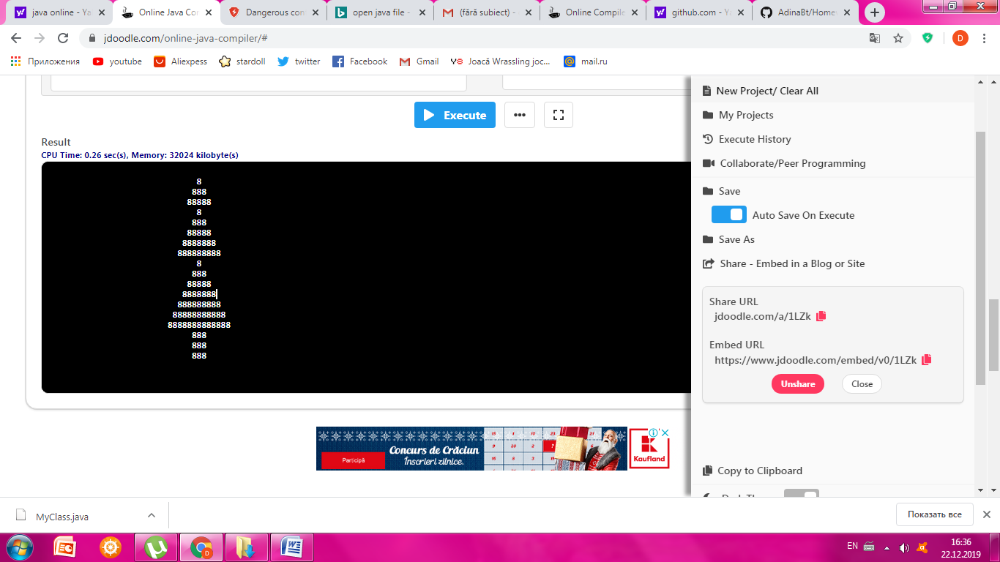 java online - Ya
Online Java Cor
Dangerous con
open java file -
(fără subiect) -
Online Compile
github.com - Ya
AdinaBt/Home
jdoodle.com/online-java-compiler/#
D
Приложения
youtube
Aliexpess
stardoll
twitter
Facebook
Gmail
Joacă Wrassling joc...
mail.ru
Execute
Result
CPU Time: 0.26 sec(s), Memory: 32024 kilobyte(s)
8
888
88888
8
888
88888
8888888
888888888
8
888
88888
8888888
888888888
88888888888
8888888888888
888
888
888
New Project/ Clear All
My Projects
Execute History
Collaborate/Peer Programming
Save
Auto Save On Execute
Save As
Share - Embed in a Blog or Site
Share URL
jdoodle.com/a/1LZk
Embed URL
https://www.jdoodle.com/embed/v0/1LZk
Unshare
Close
Copy to Clipboard
Concurs de Crăciun
Înscrieri zilnice.
Participă
Kaufland
MyClass.java
Показать все
EN
16:36
22.12.2019